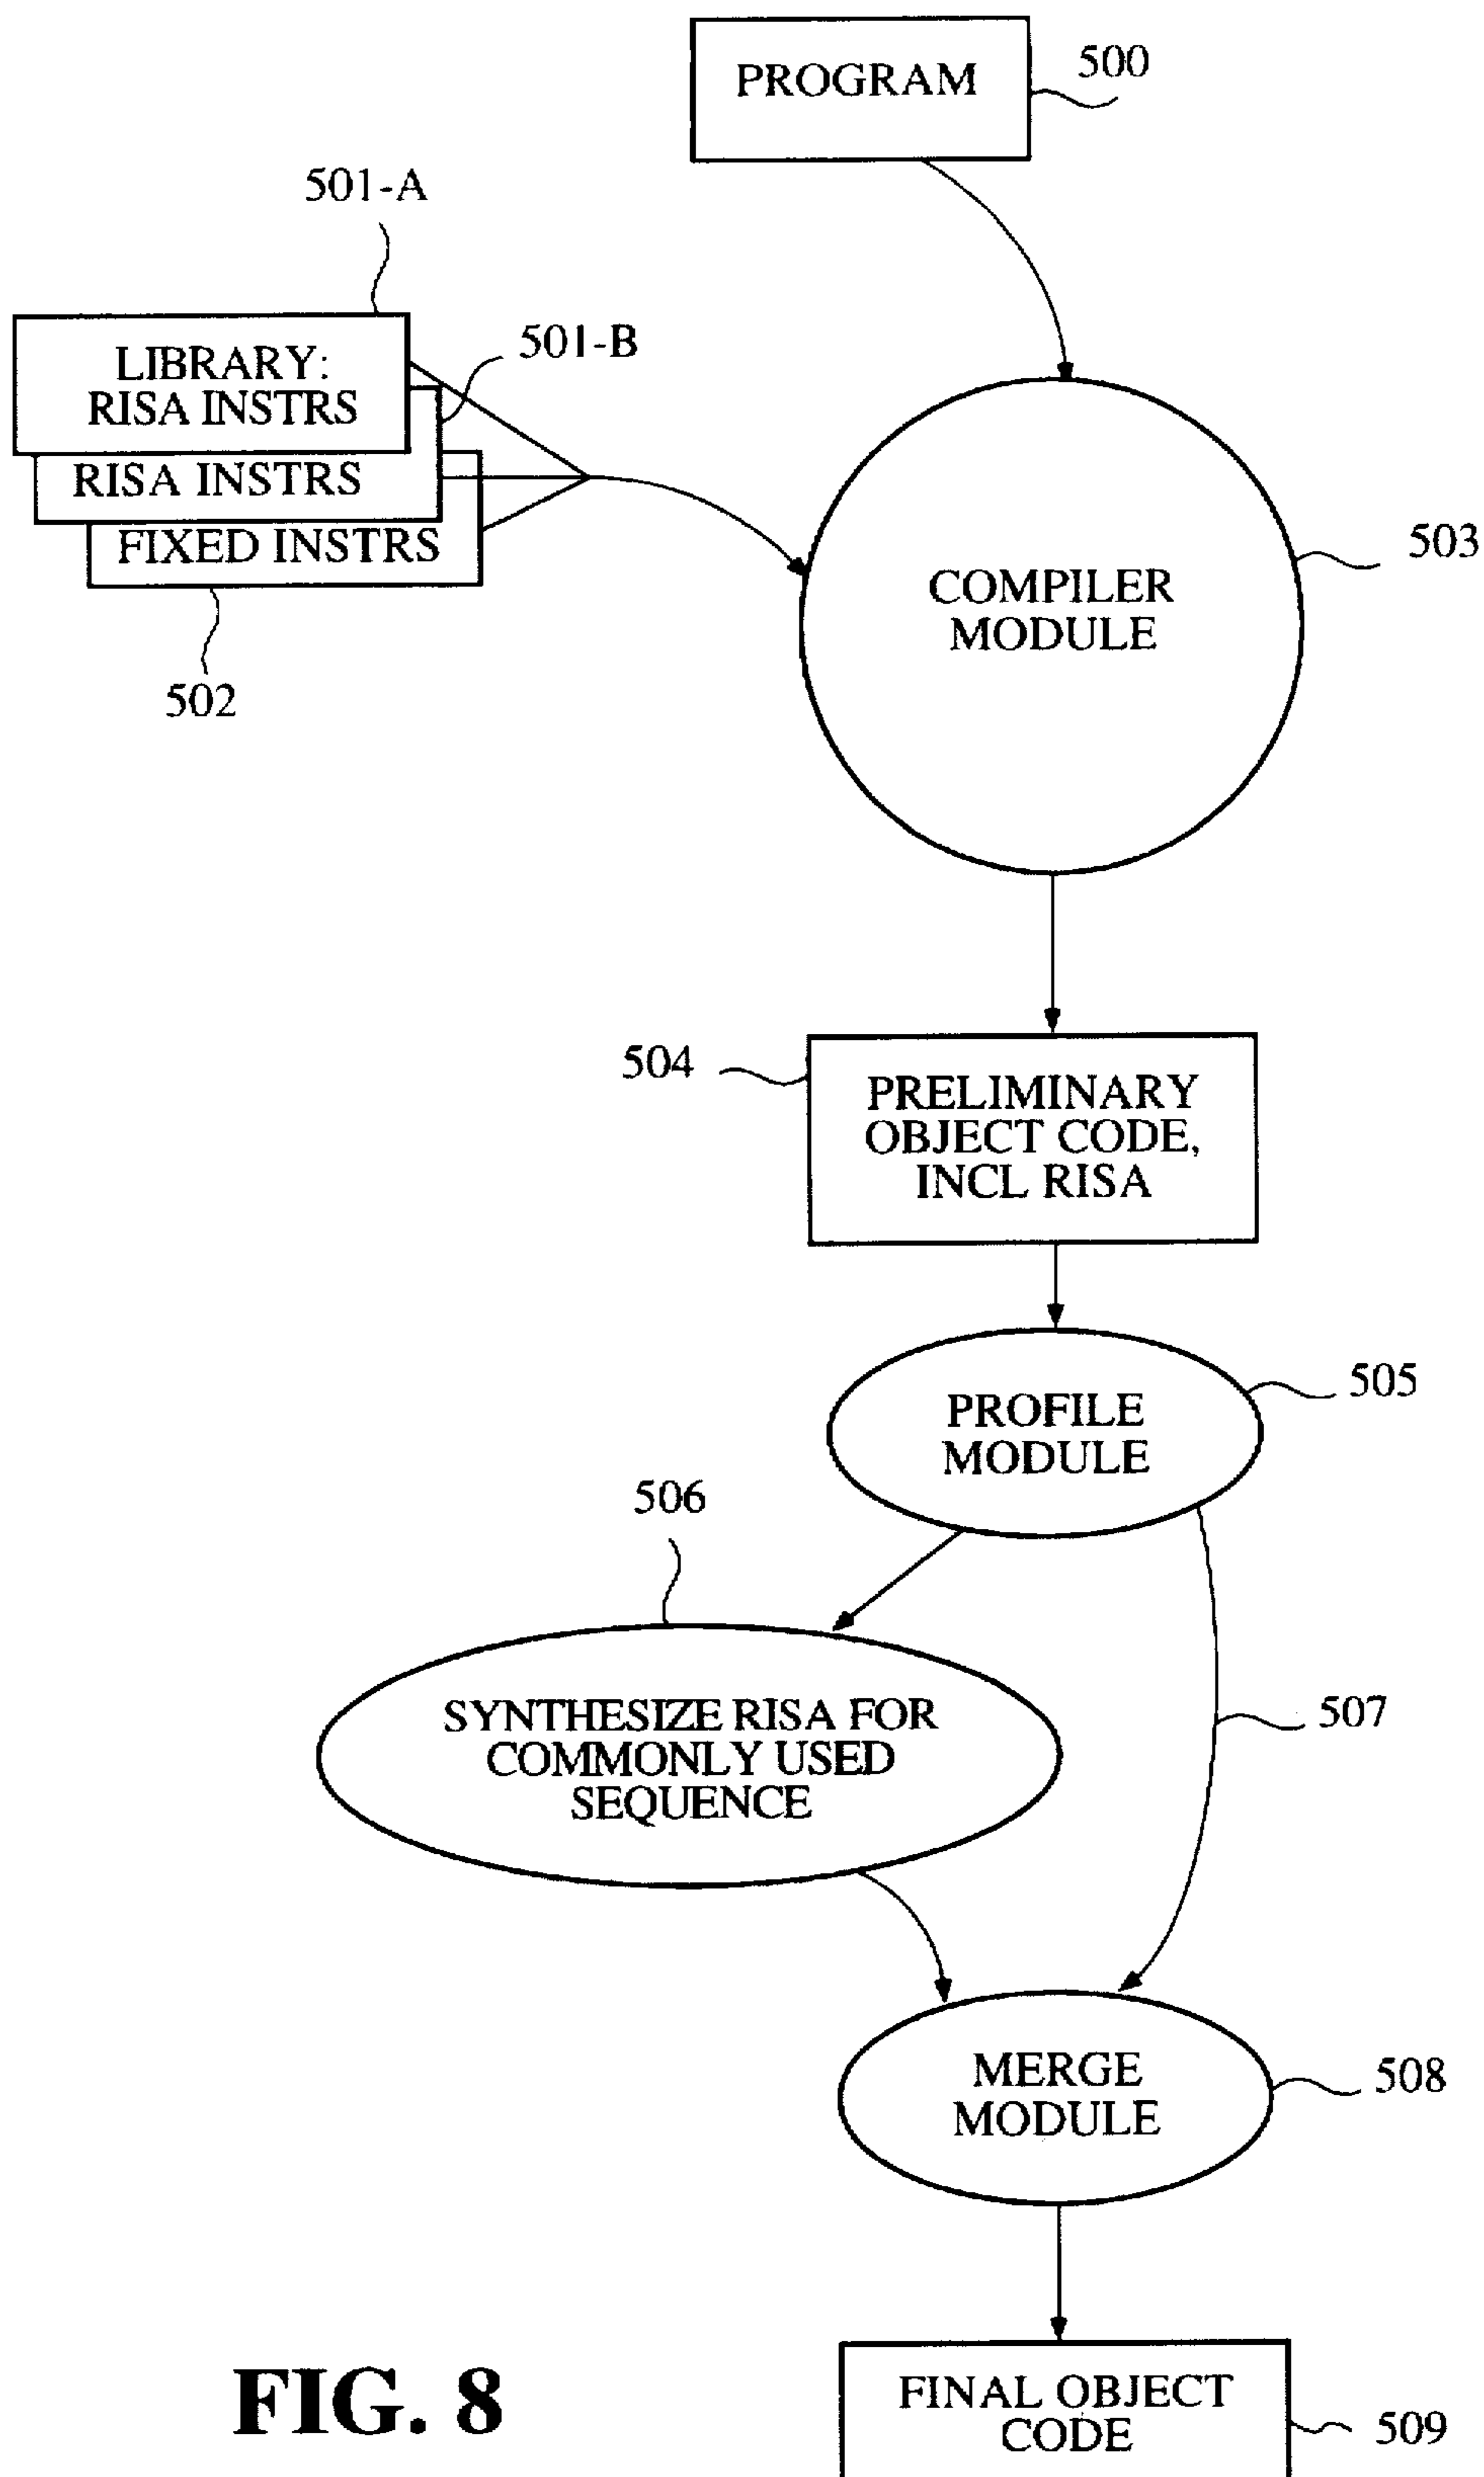 PROGRAM
500
501-A
LIBRARY:
RISA INSTRS
501-B
RISA INSTRS
FIXED INSTRS
502
COMPILER
MODULE
503
504
PRELIMINARY
OBJECT CODE,
INCL RISA
PROFILE
MODULE
505
506
SYNTHESIZE RISA FOR
COMMONLY USED
SEQUENCE
507
MERGE
MODULE
508
FINAL OBJECT
CODE
509
FIG. 8